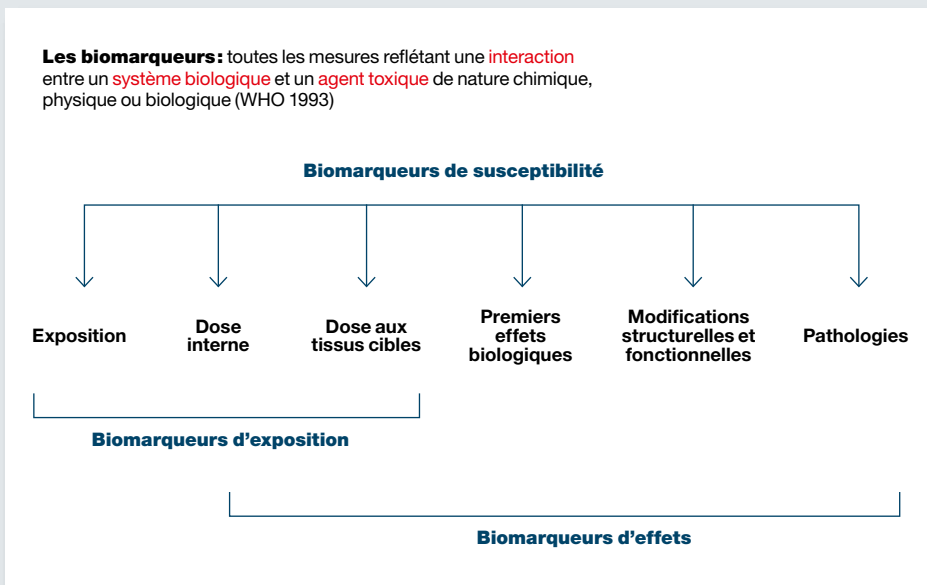 Les biomarqueurs: toutes les mesures reflétant une interaction
entre un système biologique et un agent toxique de nature chimique,
physique ou biologique (WHO 1993)
Biomarqueurs de susceptibilité
Exposition
Dose
interne
Dose aux
tissus cibles
Premiers
effets
biologiques
Modifications
structurelles et
fonctionnelles
Pathologies
Biomarqueurs d’exposition
Biomarqueurs d’effets